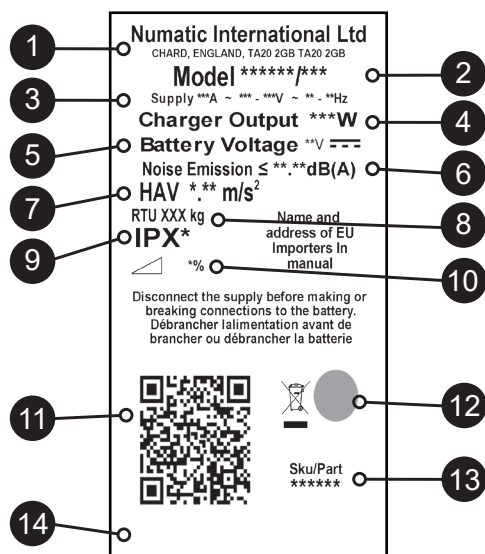 Numatic International Ltd
CHARD, ENGLAND, TA20 2GB TA20 2GB
1
Model ******/***
2
3
Supply ***A ~ *** - ***V ~ ** - **Hz
Charger Output ***W
4
5
Battery Voltage **V
Noise Emission ≤ **.**dB(A)
6
7
HAV *.** m/s²
RTU XXX kg
8
9
IPX*
Name and
address of EU
Importers In
manual
*%
10
Disconnect the supply before making or
breaking connections to the battery.
Débrancher lalimentation avant de
brancher ou débrancher la batterie
11
12
Sku/Part
******
13
14